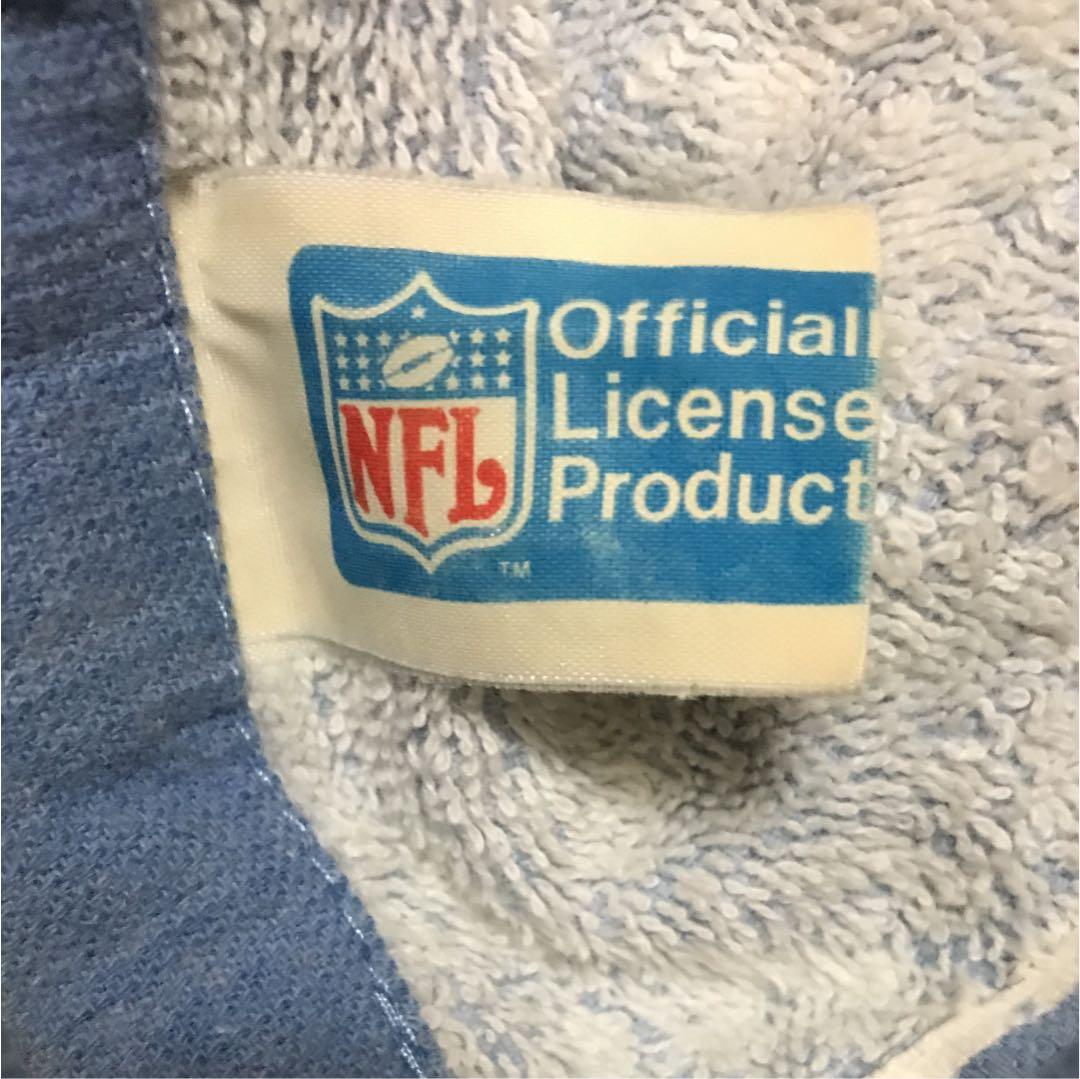 NFL
TM
Official
License
Product